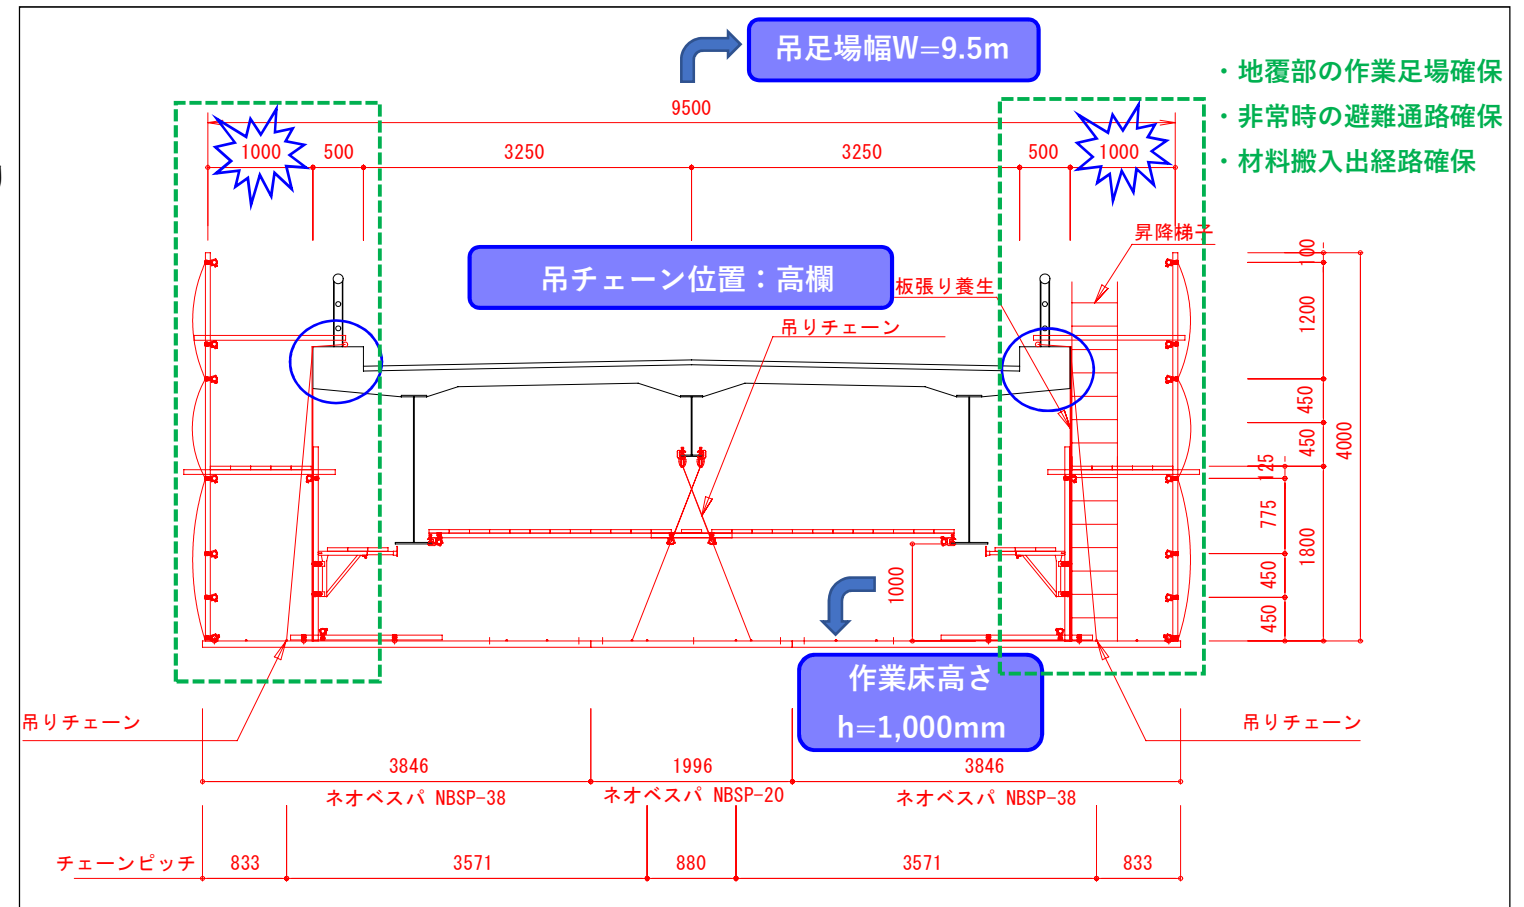 吊足場幅W=9.5m
・地覆部の作業足場確保
・非常時の避難通路確保
・材料搬入出経路確保
9500
1000 500 3250 3250 500 1000
昇降梯子
吊チェーン位置：高欄
板張り養生
吊りチェーン
100
1200
450
450
4000
125
775
1800
450
450
1000
作業床高さ
h=1,000mm
吊りチェーン
吊りチェーン
3846 1996 3846
ネオベスパ NBSP-38 ネオベスパ NBSP-20 ネオベスパ NBSP-38
チェーンピッチ 833 3571 880 3571 833